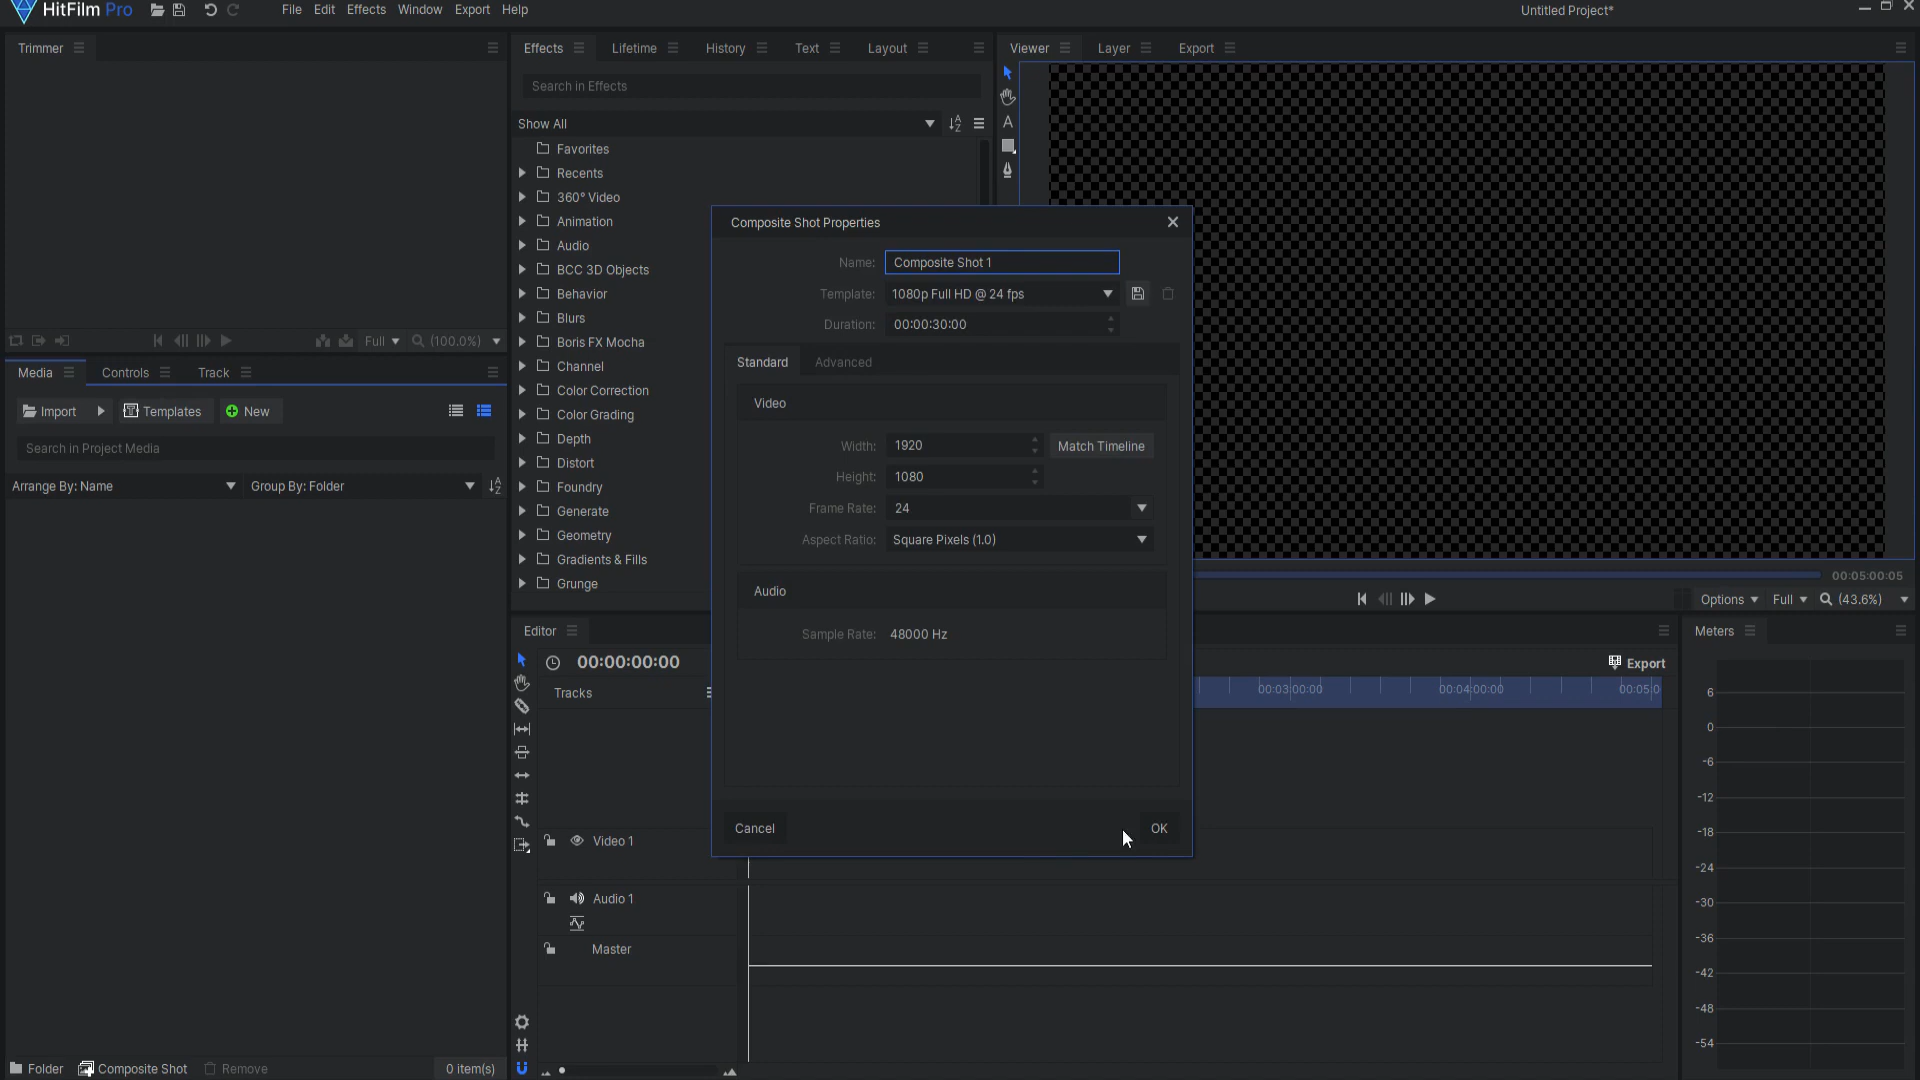 HitFilm Pro
File Edit Effects Window Export Help
Untitled Project*
Trimmer
Effects Lifetime History Text Layout
Viewer Layer Export
Search in Effects
Show All
Favorites
Recents
360° Video
Animation
Audio
BCC 3D Objects
Behavior
Blurs
Boris FX Mocha
Channel
Color Correction
Color Grading
Depth
Distort
Foundry
Generate
Geometry
Gradients & Fills
Grunge
Full (100.0%)
Media Controls Track
Import Templates New
Search in Project Media
Arrange By: Name Group By: Folder
Composite Shot Properties
Name: Composite Shot 1
Template: 1080p Full HD @ 24 fps
Duration: 00:00:30:00
Standard Advanced
Video
Width: 1920 Match Timeline
Height: 1080
Frame Rate: 24
Aspect Ratio: Square Pixels (1.0)
Audio
Sample Rate: 48000 Hz
Cancel OK
00:05:00:05
Options Full (43.6%)
Editor
00:00:00:00
Export
Tracks
00:03:00:00 00:04:00:00 00:05:0
Video 1
Audio 1
Master
Meters
6
0
-6
-12
-18
-24
-30
-36
-42
-48
-54
Folder Composite Shot Remove 0 item(s)